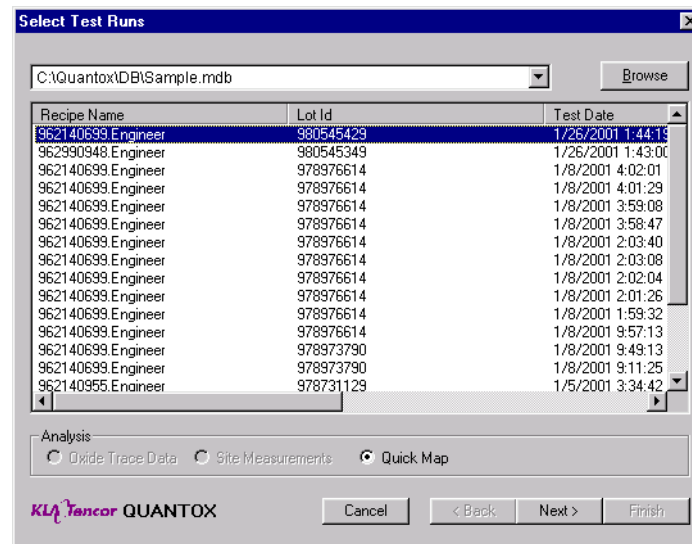 Select Test Runs
C:\Quantox\DB\Sample.mdb Browse
Recipe Name Lot Id Test Date
962140699.Engineer 980545429 1/26/2001 1:44:19
962990948.Engineer 980545349 1/26/2001 1:43:00
962140699.Engineer 978976614 1/8/2001 4:02:01
962140699.Engineer 978976614 1/8/2001 4:01:29
962140699.Engineer 978976614 1/8/2001 3:59:08
962140699.Engineer 978976614 1/8/2001 3:58:47
962140699.Engineer 978976614 1/8/2001 2:03:40
962140699.Engineer 978976614 1/8/2001 2:03:08
962140699.Engineer 978976614 1/8/2001 2:02:04
962140699.Engineer 978976614 1/8/2001 2:01:26
962140699.Engineer 978976614 1/8/2001 1:59:32
962140699.Engineer 978976614 1/8/2001 9:57:13
962140699.Engineer 978973790 1/8/2001 9:49:13
962140699.Engineer 978973790 1/8/2001 9:11:25
962140955.Engineer 978731129 1/5/2001 3:34:42
Analysis
Oxide Trace Data Site Measurements Quick Map
KLA Tencor QUANTOX Cancel < Back Next > Finish